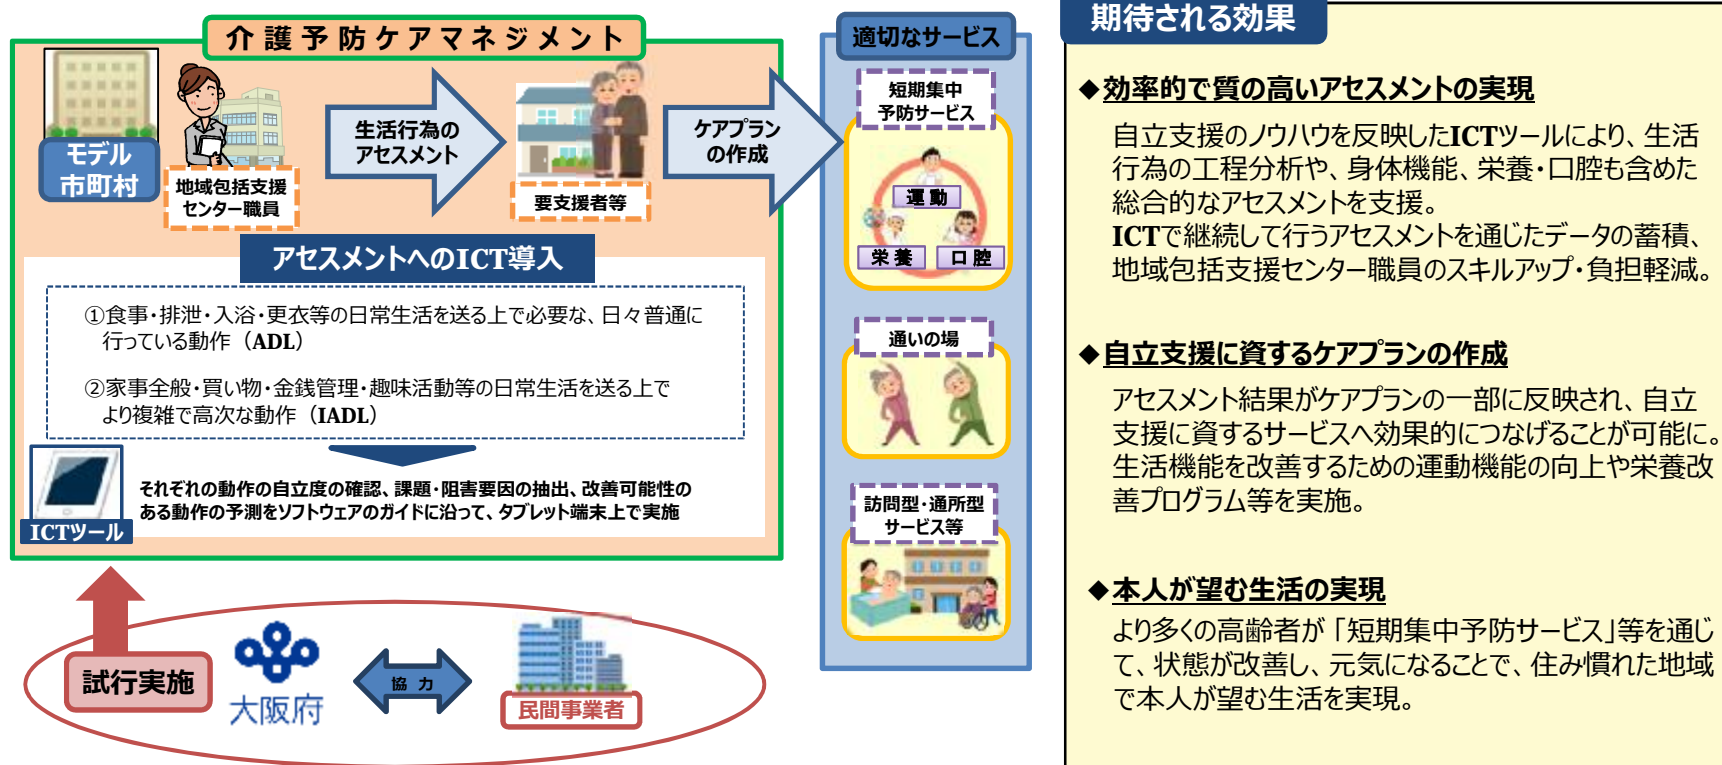 介護予防ケアマネジメント
モデル
市町村
地域包括支援
センター職員
生活行為の
アセスメント
要支援者等
ケアプラン
の作成
アセスメントへのICT導入
①食事・排泄・入浴・更衣等の日常生活を送る上で必要な、日々普通に
行っている動作（ADL）
②家事全般・買い物・金銭管理・趣味活動等の日常生活を送る上で
より複雑で高次な動作（IADL）
それぞれの動作の自立度の確認、課題・阻害要因の抽出、改善可能性の
ある動作の予測をソフトウェアのガイドに沿って、タブレット端末上で実施
ICTツール
試行実施
大阪府
協力
民間事業者
適切なサービス
短期集中
予防サービス
運動
栄養
口腔
通いの場
訪問型・通所型
サービス等
期待される効果
◆効率的で質の高いアセスメントの実現
自立支援のノウハウを反映したICTツールにより、生活
行為の工程分析や、身体機能、栄養・口腔も含めた
総合的なアセスメントを支援。
ICTで継続して行うアセスメントを通じたデータの蓄積、
地域包括支援センター職員のスキルアップ・負担軽減。
◆自立支援に資するケアプランの作成
アセスメント結果がケアプランの一部に反映され、自立
支援に資するサービスへ効果的につなげることが可能に。
生活機能を改善するための運動機能の向上や栄養改
善プログラム等を実施。
◆本人が望む生活の実現
より多くの高齢者が「短期集中予防サービス」等を通じ
て、状態が改善し、元気になることで、住み慣れた地域
で本人が望む生活を実現。